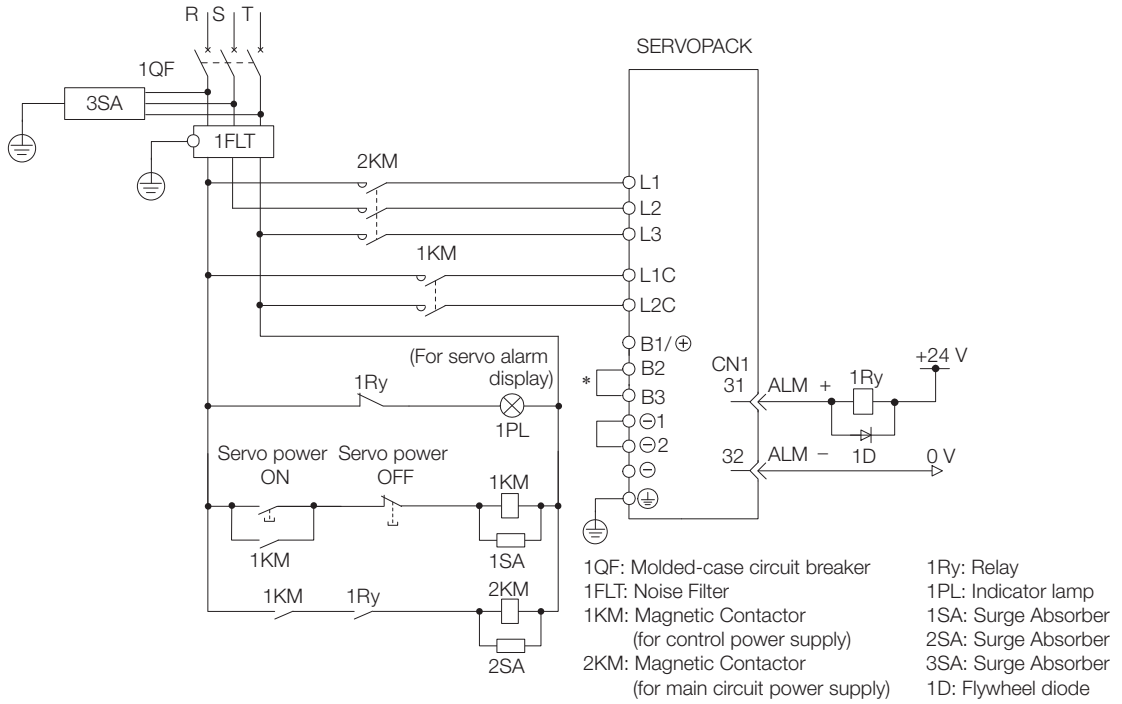 R S T
SERVOPACK
1QF
3SA
1FLT
2KM
L1
L2
L3
1KM
L1C
L2C
B1/⊕
(For servo alarm
display)
B2
CN1
+24 V
*
1Ry
B3
31
ALM +
1Ry
1PL
⊖1
⊖2
Servo power
ON
Servo power
OFF
32
ALM −
1D
0 V
⊖
1KM
1KM
1SA
1QF: Molded-case circuit breaker
1FLT: Noise Filter
1KM: Magnetic Contactor
(for control power supply)
2KM: Magnetic Contactor
(for main circuit power supply)
1Ry: Relay
1PL: Indicator lamp
1SA: Surge Absorber
2SA: Surge Absorber
3SA: Surge Absorber
1D: Flywheel diode
1KM
1Ry
2KM
2SA